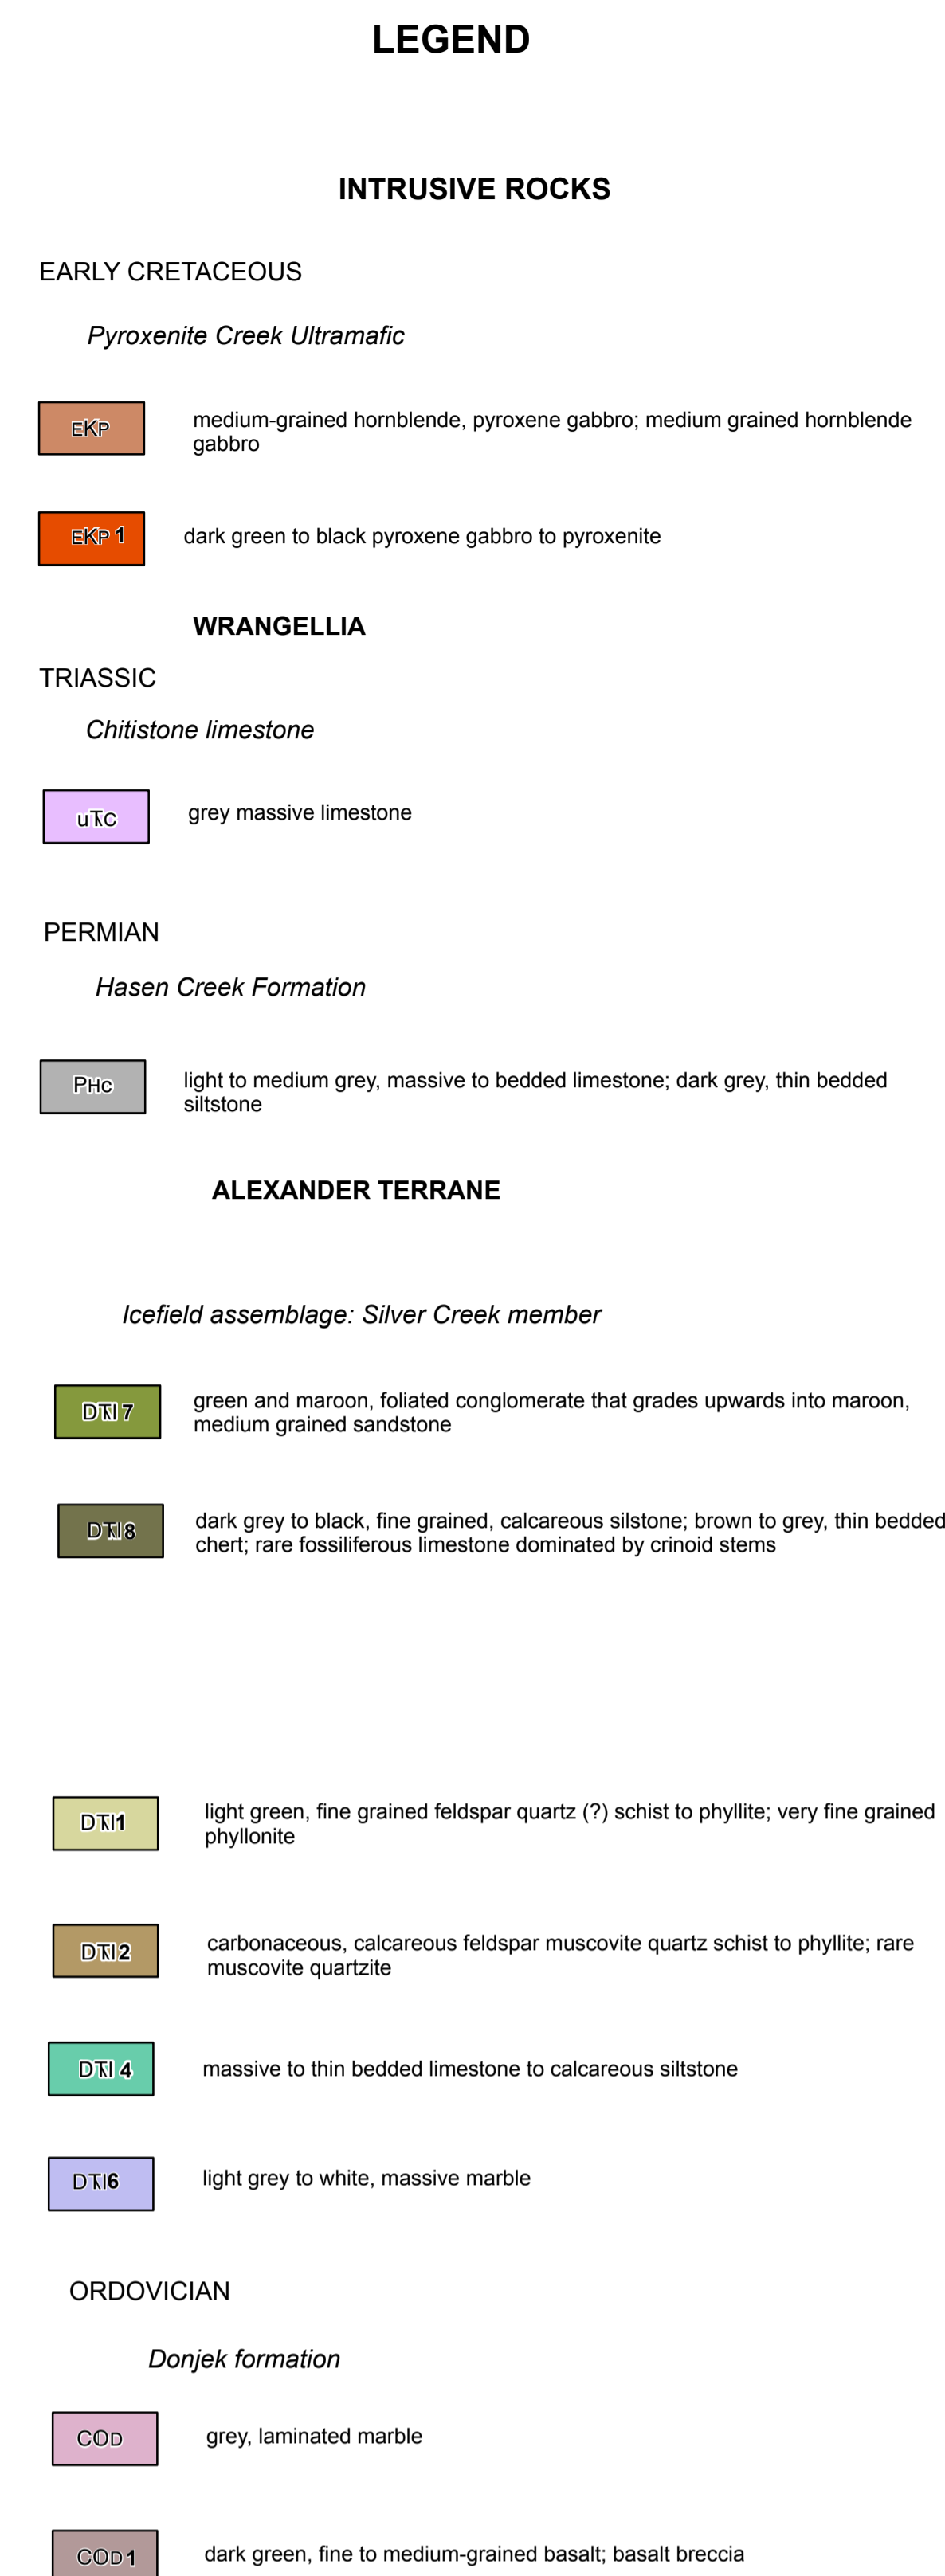 LEGEND
INTRUSIVE ROCKS
EARLY CRETACEOUS
Pyroxenite Creek Ultramafic
EKP
medium-grained hornblende, pyroxene gabbro; medium grained hornblende
gabbro
EKP 1
dark green to black pyroxene gabbro to pyroxenite
WRANGELLIA
TRIASSIC
Chitistone limestone
uTRC
grey massive limestone
PERMIAN
Hasen Creek Formation
PHc
light to medium grey, massive to bedded limestone; dark grey, thin bedded
siltstone
ALEXANDER TERRANE
Icefield assemblage: Silver Creek member
DTRI 7
green and maroon, foliated conglomerate that grades upwards into maroon,
medium grained sandstone
DTRI 8
dark grey to black, fine grained, calcareous silstone; brown to grey, thin bedded
chert; rare fossiliferous limestone dominated by crinoid stems
DTRI 1
light green, fine grained feldspar quartz (?) schist to phyllite; very fine grained
phyllonite
DTRI 2
carbonaceous, calcareous feldspar muscovite quartz schist to phyllite; rare
muscovite quartzite
DTRI 4
massive to thin bedded limestone to calcareous siltstone
DTRI 6
light grey to white, massive marble
ORDOVICIAN
Donjek formation
COD
grey, laminated marble
COD 1
dark green, fine to medium-grained basalt; basalt breccia